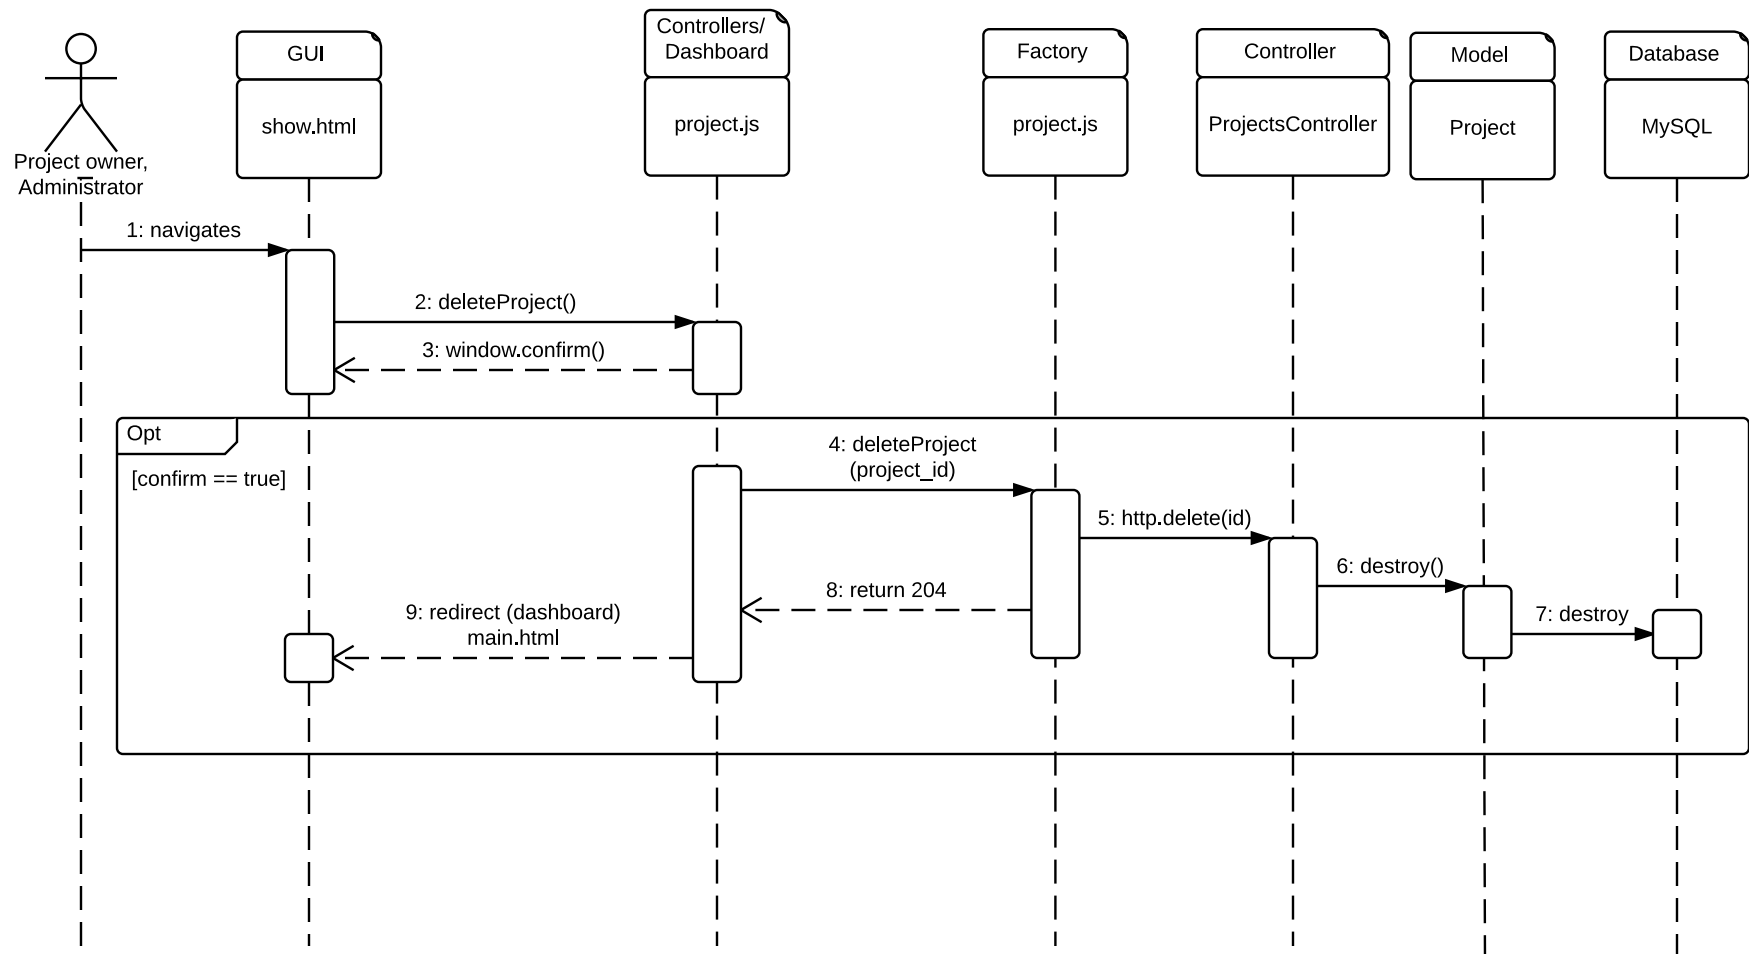 Project owner,
Administrator
GUI
show.html
Controllers/
Dashboard
project.js
Factory
project.js
Controller
ProjectsController
Model
Project
Database
MySQL
1: navigates
2: deleteProject()
3: window.confirm()
Opt
[confirm == true]
4: deleteProject
(project_id)
5: http.delete(id)
6: destroy()
7: destroy
8: return 204
9: redirect (dashboard)
main.html